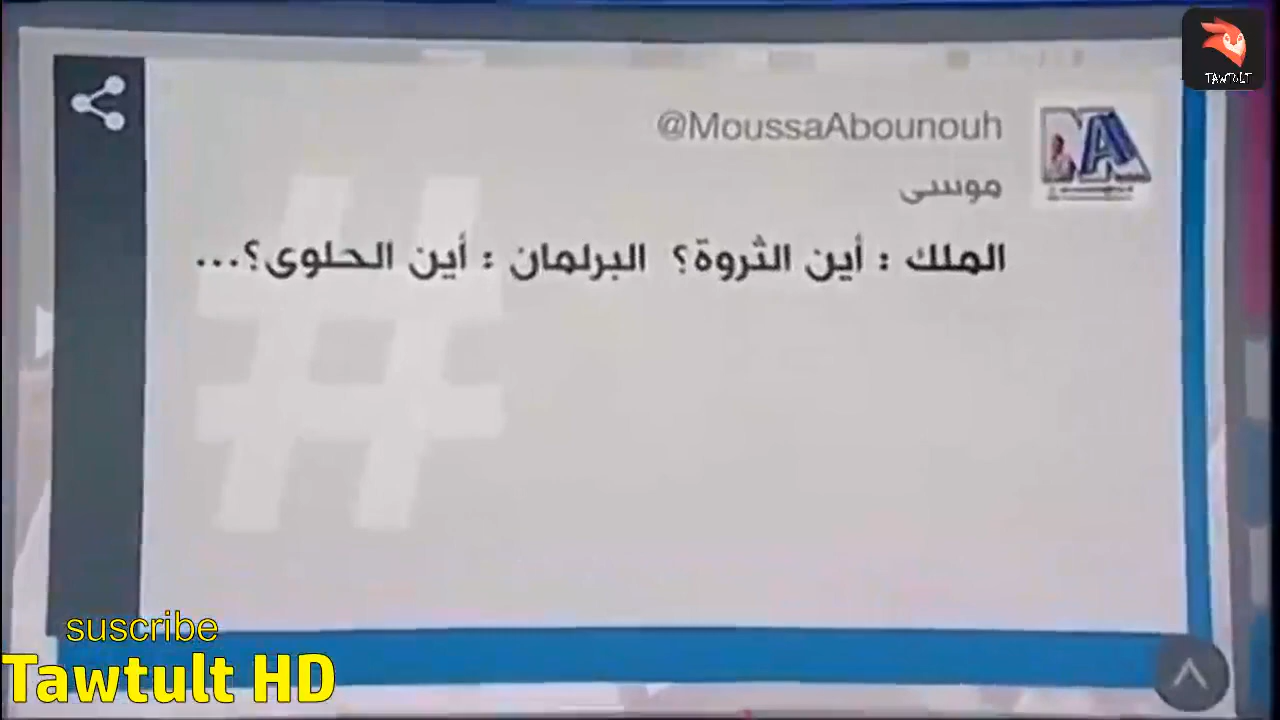 TAWTULT
@MoussaAbounouh
موسى
الملك : أين الثروة؟ البرلمان : أين الحلوى؟...
suscribe
Tawtult HD